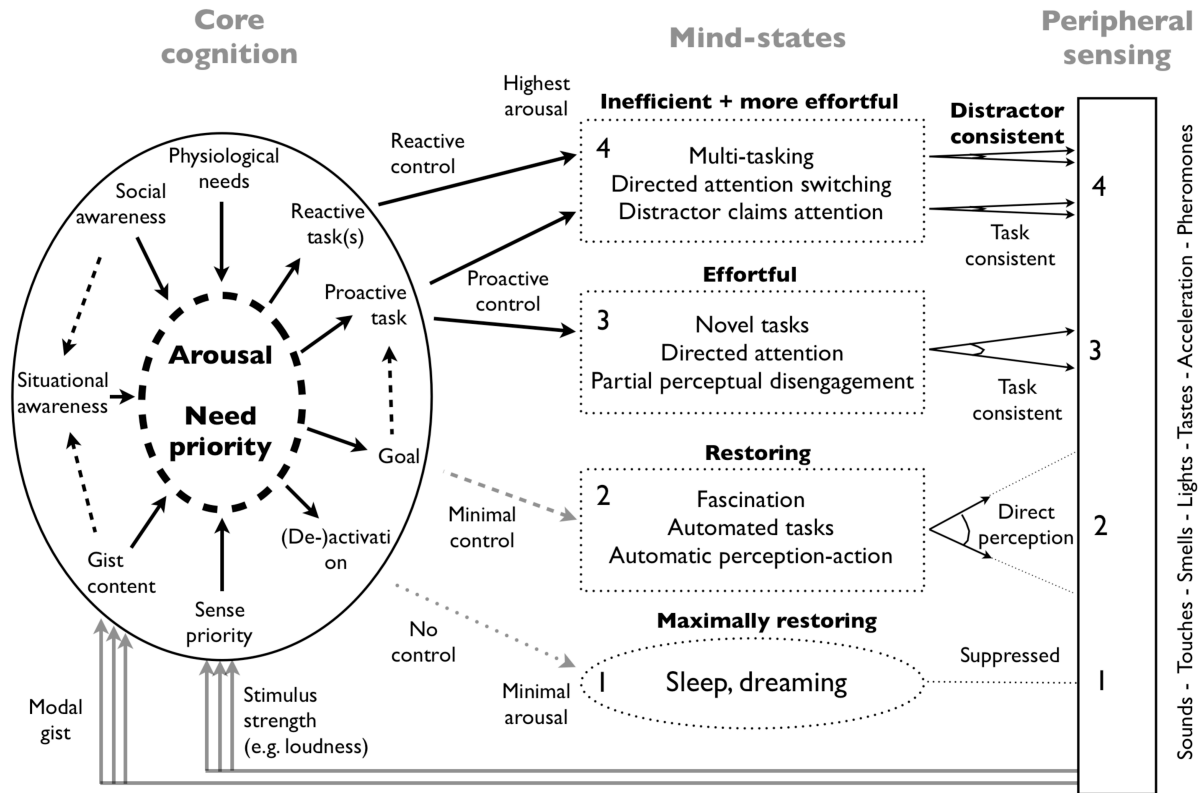 Core
cognition
Mind-states
Peripheral
sensing
Physiological
needs
Social
awareness
Reactive
task(s)
Proactive
task
Arousal
Need
priority
Situational
awareness
Goal
(De-)activati
on
Gist
content
Sense
priority
Modal
gist
Stimulus
strength
(e.g. loudness)
Reactive
control
Proactive
control
Minimal
control
No
control
Highest
arousal
Minimal
arousal
Inefficient + more effortful
4
Multi-tasking
Directed attention switching
Distractor claims attention
Effortful
3
Novel tasks
Directed attention
Partial perceptual disengagement
Restoring
2
Fascination
Automated tasks
Automatic perception-action
Maximally restoring
1
Sleep, dreaming
Distractor
consistent
Task
consistent
Task
consistent
Direct
perception
Suppressed
4
3
2
1
Sounds - Touches - Smells - Lights - Tastes - Acceleration - Pheromones